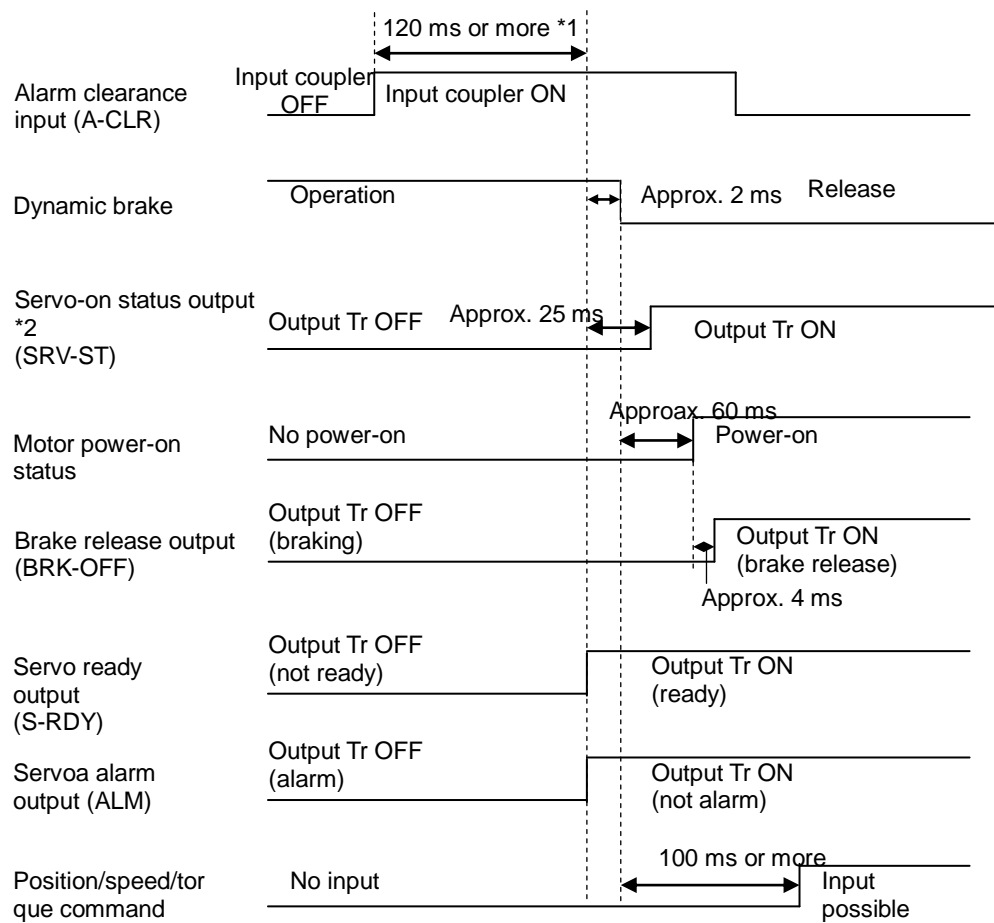 120 ms or more *1
Input coupler
OFF
Input coupler ON
Alarm clearance
input (A-CLR)
Operation
Approx. 2 ms
Release
Dynamic brake
Servo-on status output
*2
(SRV-ST)
Output Tr OFF
Approx. 25 ms
Output Tr ON
Approax. 60 ms
Motor power-on
status
No power-on
Power-on
Output Tr OFF
(braking)
Brake release output
(BRK-OFF)
Output Tr ON
(brake release)
Approx. 4 ms
Output Tr OFF
(not ready)
Servo ready
output
(S-RDY)
Output Tr ON
(ready)
Output Tr OFF
(alarm)
Servoa alarm
output (ALM)
Output Tr ON
(not alarm)
100 ms or more
Position/speed/tor
que command
No input
Input
possible